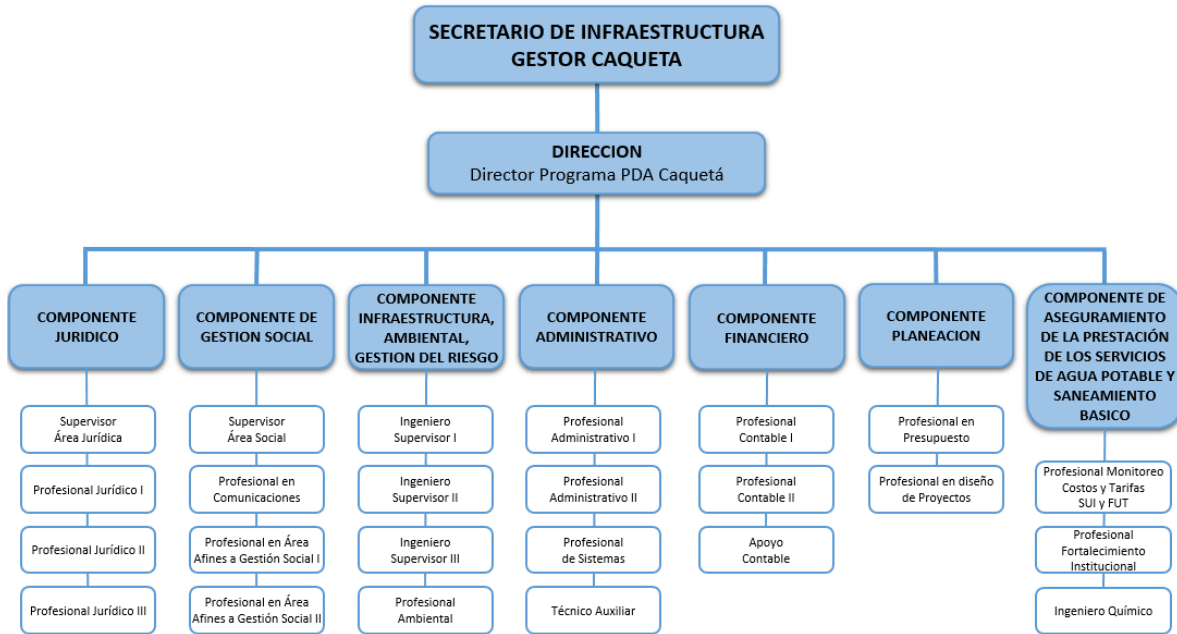 SECRETARIO DE INFRAESTRUCTURA
GESTOR CAQUETA
DIRECCION
Director Programa PDA Caquetá
COMPONENTE
JURIDICO
COMPONENTE DE
GESTION SOCIAL
COMPONENTE
INFRAESTRUCTURA,
AMBIENTAL,
GESTION DEL RIESGO
COMPONENTE
ADMINISTRATIVO
COMPONENTE
FINANCIERO
COMPONENTE
PLANEACION
COMPONENTE DE
ASEGURAMIENTO
DE LA PRESTACIÓN
DE LOS SERVICIOS
DE AGUA POTABLE Y
SANEAMIENTO
BASICO
Supervisor
Área Jurídica
Profesional Jurídico I
Profesional Jurídico II
Profesional Jurídico III
Supervisor
Área Social
Profesional en
Comunicaciones
Profesional en Área
Afines a Gestión Social I
Profesional en Área
Afines a Gestión Social II
Ingeniero
Supervisor I
Ingeniero
Supervisor II
Ingeniero
Supervisor III
Profesional
Ambiental
Profesional
Administrativo I
Profesional
Administrativo II
Profesional
de Sistemas
Técnico Auxiliar
Profesional
Contable I
Profesional
Contable II
Apoyo
Contable
Profesional en
Presupuesto
Profesional en diseño
de Proyectos
Profesional Monitoreo
Costos y Tarifas
SUI y FUT
Profesional
Fortalecimiento
Institucional
Ingeniero Químico